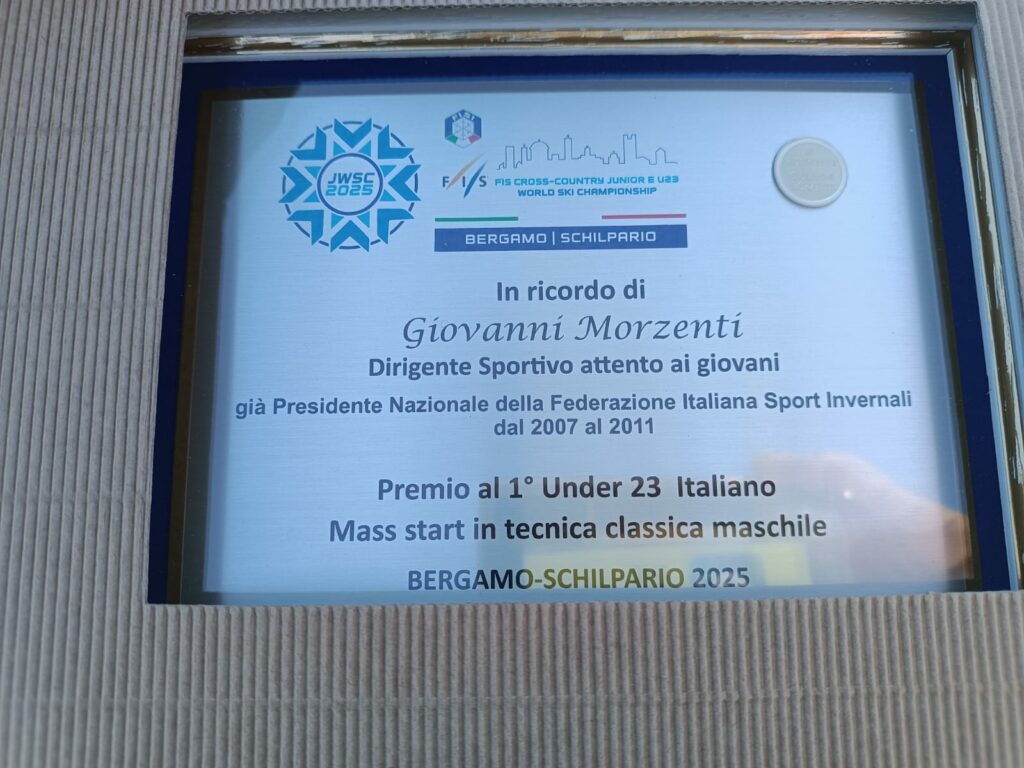 JWSC
2025
FISI
FIS
FIS CROSS-COUNTRY JUNIOR E U23
WORLD SKI CHAMPIONSHIP
BERGAMO | SCHILPARIO
In ricordo di
Giovanni Morzenti
Dirigente Sportivo attento ai giovani
già Presidente Nazionale della Federazione Italiana Sport Invernali
dal 2007 al 2011
Premio al 1° Under 23 Italiano
Mass start in tecnica classica maschile
BERGAMO-SCHILPARIO 2025